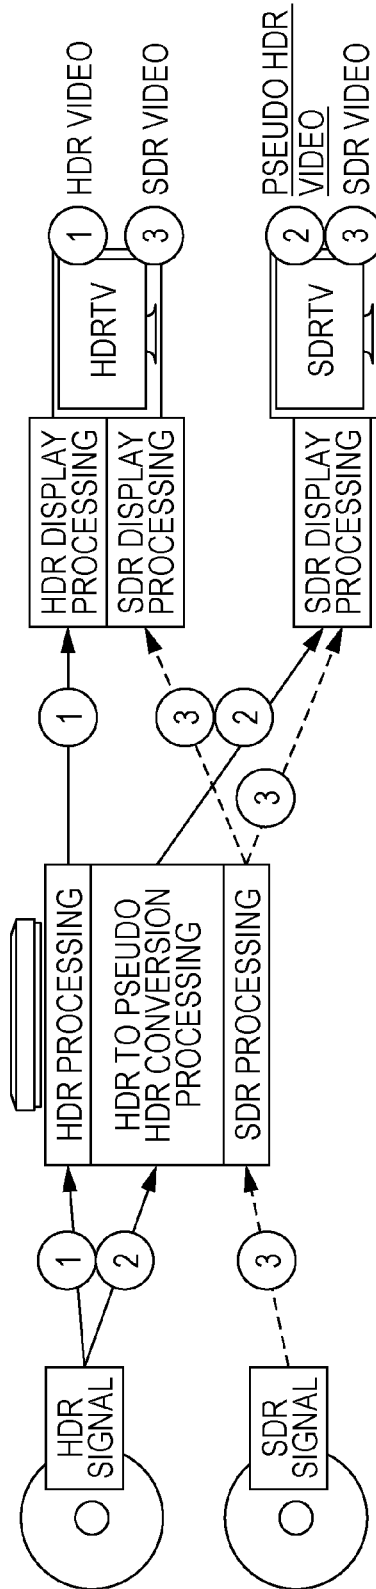 HDR
SIGNAL
SDR
SIGNAL
1
2
3
HDR PROCESSING
HDR TO PSEUDO
HDR CONVERSION
PROCESSING
SDR PROCESSING
1
3
2
3
HDR DISPLAY
PROCESSING
SDR DISPLAY
PROCESSING
HDRTV
1
HDR VIDEO
3
SDR VIDEO
SDR DISPLAY
PROCESSING
SDRTV
2
PSEUDO HDR
VIDEO
3
SDR VIDEO